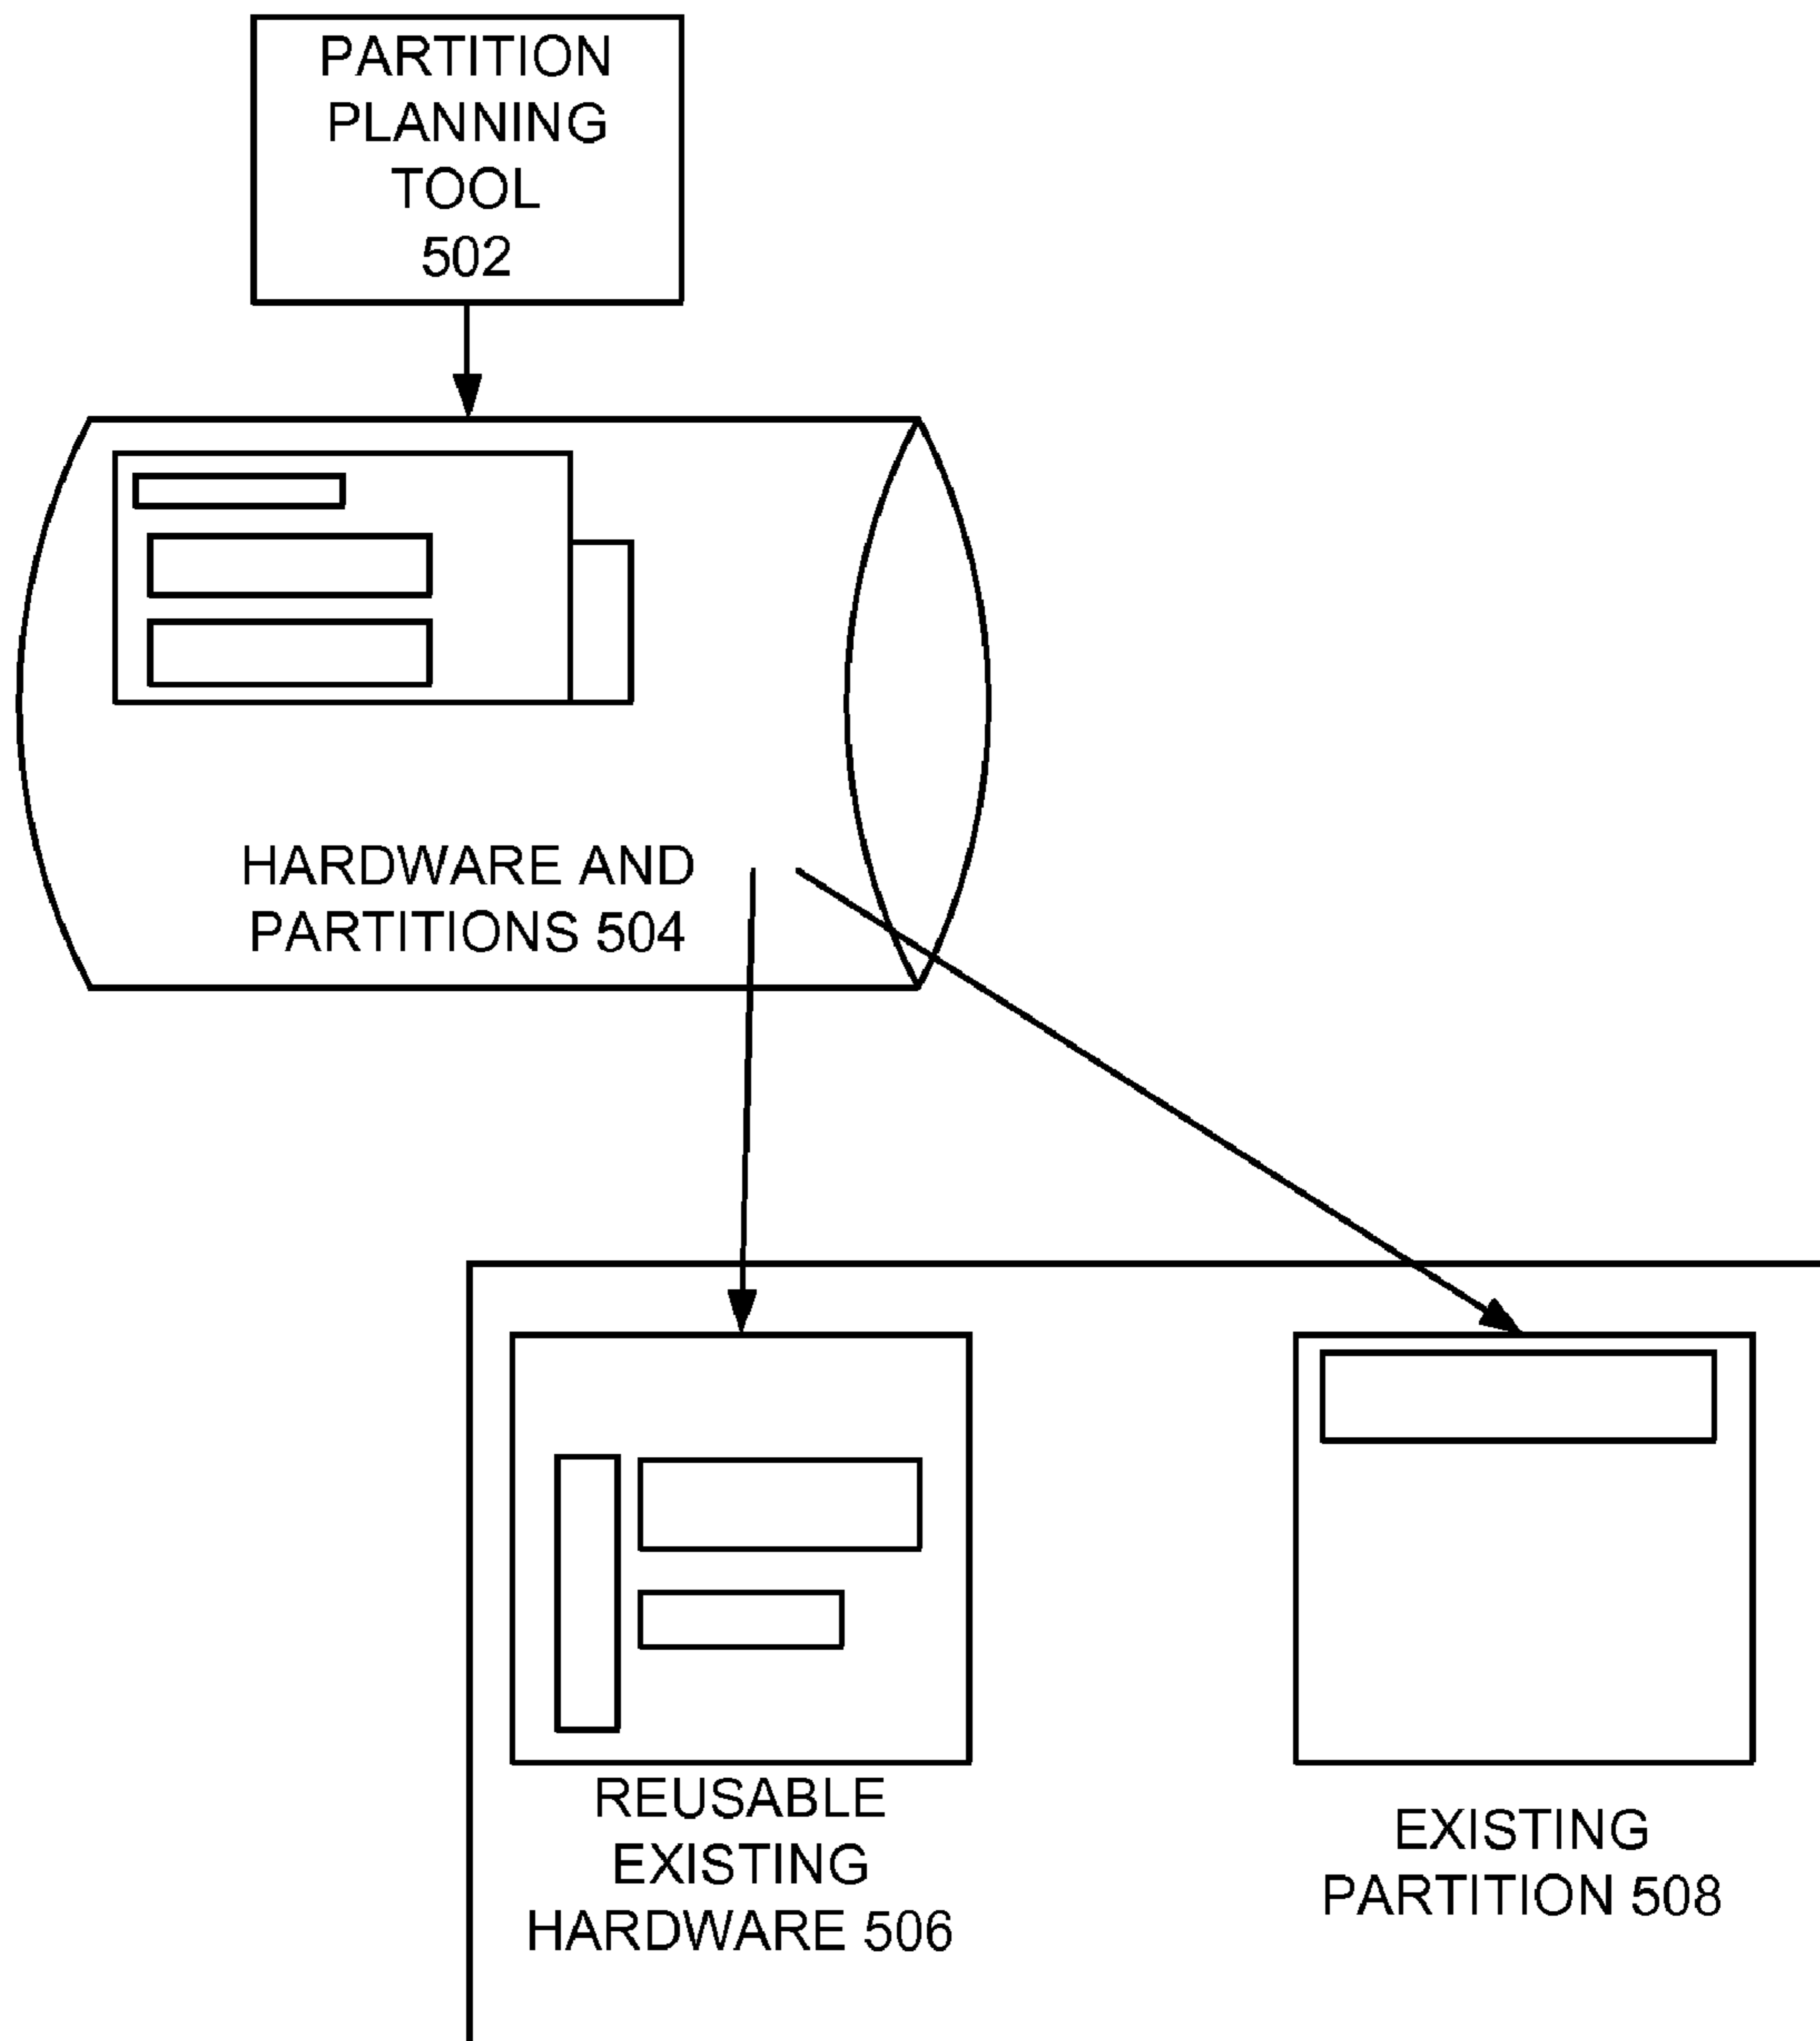 PARTITION
PLANNING
TOOL
502
HARDWARE AND
PARTITIONS 504
REUSABLE
EXISTING
HARDWARE 506
EXISTING
PARTITION 508